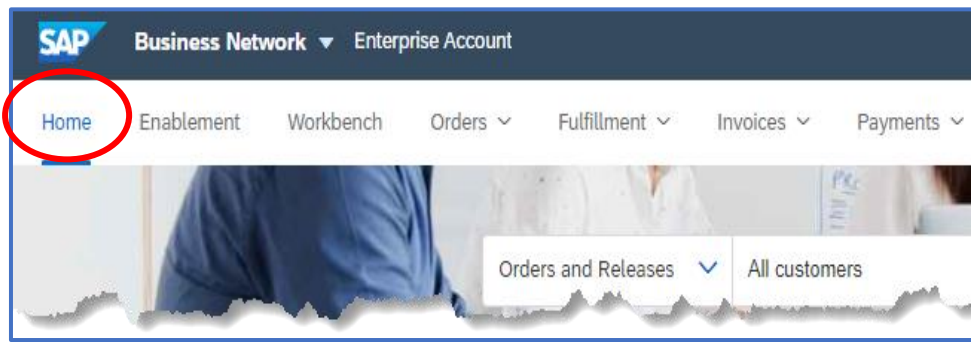 SAP Business Network Enterprise Account
Home Enablement Workbench Orders Fulfillment Invoices Payments
Orders and Releases All customers